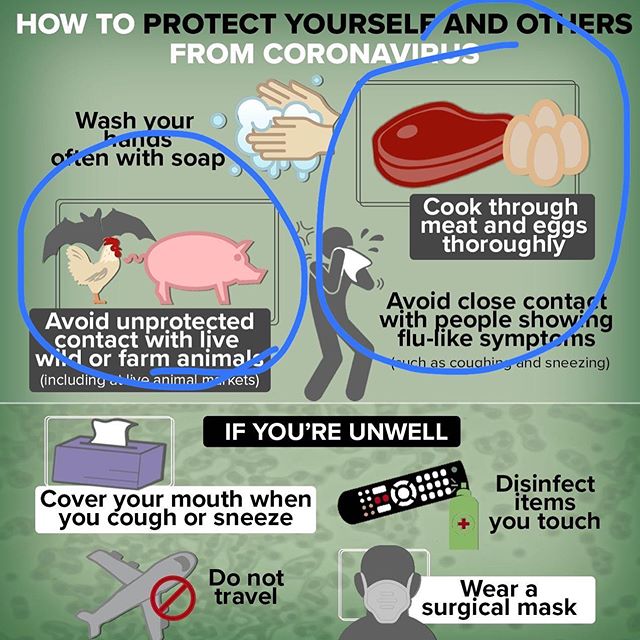 HOW TO PROTECT YOURSELF AND OTHERS
FROM CORONAVIRUS
Wash your
hands
often with soap
Cook through
meat and eggs
thoroughly
Avoid unprotected
contact with live
wild or farm animals
(including at live animal markets)
Avoid close contact
with people showing
flu-like symptoms
(such as coughing and sneezing)
IF YOU'RE UNWELL
Cover your mouth when
you cough or sneeze
Disinfect
items
you touch
Do not
travel
Wear a
surgical mask